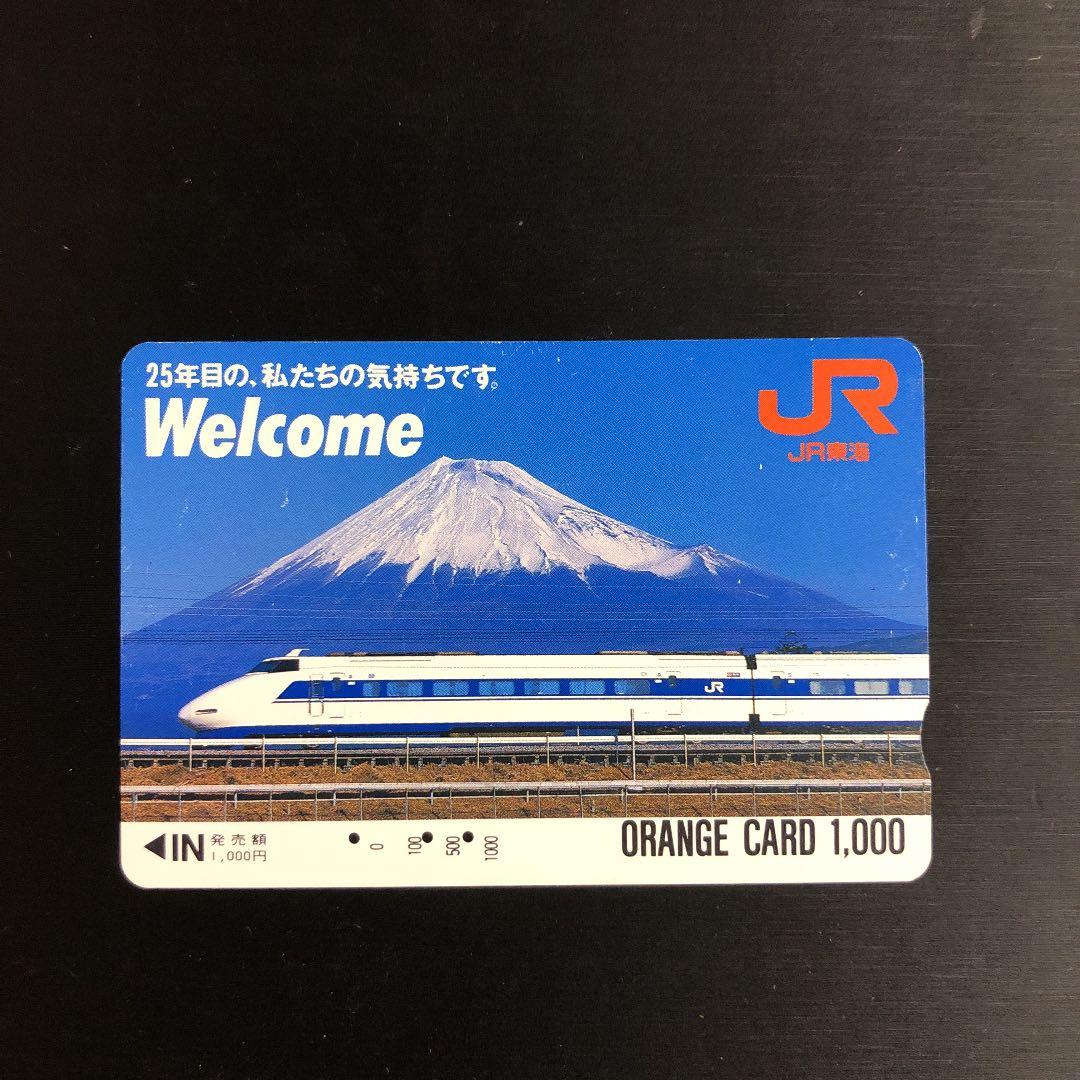 25年目の、私たちの気持ちです。
Welcome
JR
JR東海
JR
◀IN 発売額
1,000円
0 100 500 1000
ORANGE CARD 1,000